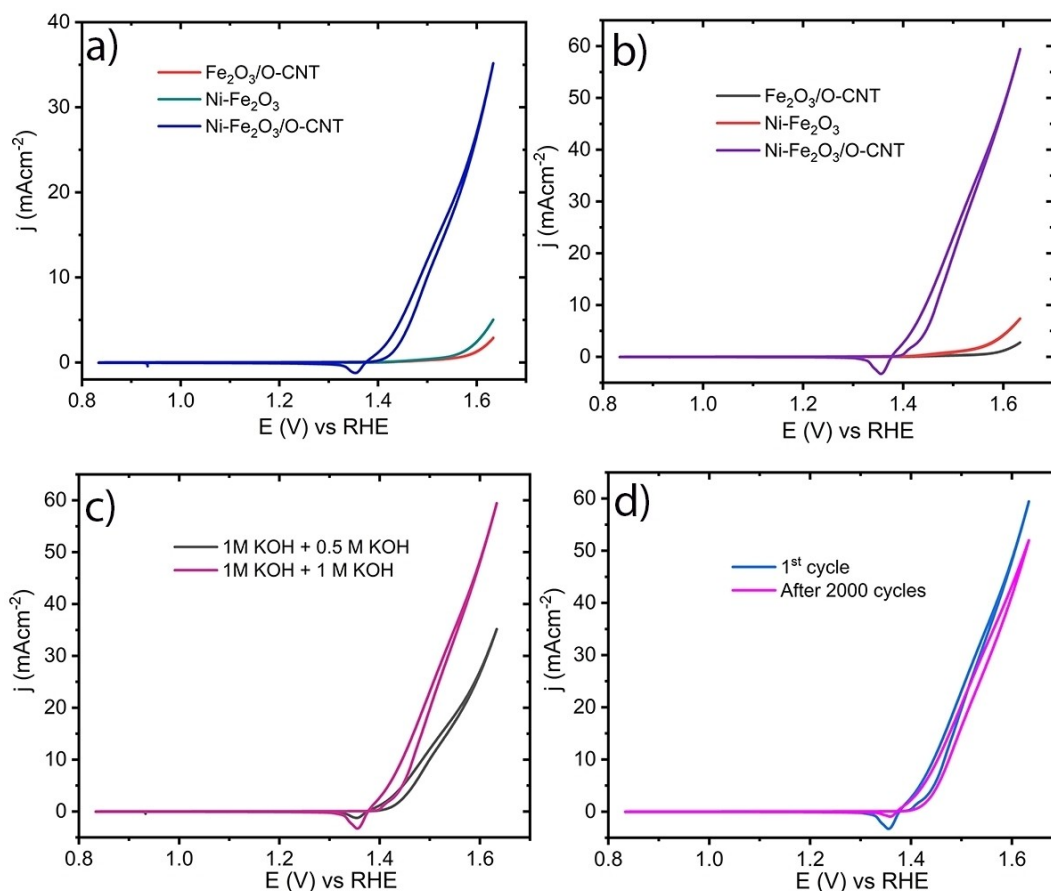 a)
Fe₂O₃/O-CNT
Ni-Fe₂O₃
Ni-Fe₂O₃/O-CNT
j (mAcm⁻²)
40
30
20
10
0
0.8 1.0 1.2 1.4 1.6
E (V) vs RHE
b)
Fe₂O₃/O-CNT
Ni-Fe₂O₃
Ni-Fe₂O₃/O-CNT
j (mAcm⁻²)
60
50
40
30
20
10
0
0.8 1.0 1.2 1.4 1.6
E (V) vs RHE
c)
1M KOH + 0.5 M KOH
1M KOH + 1 M KOH
j (mAcm⁻²)
60
50
40
30
20
10
0
0.8 1.0 1.2 1.4 1.6
E (V) vs RHE
d)
1ˢᵗ cycle
After 2000 cycles
j (mAcm⁻²)
60
50
40
30
20
10
0
0.8 1.0 1.2 1.4 1.6
E (V) vs RHE